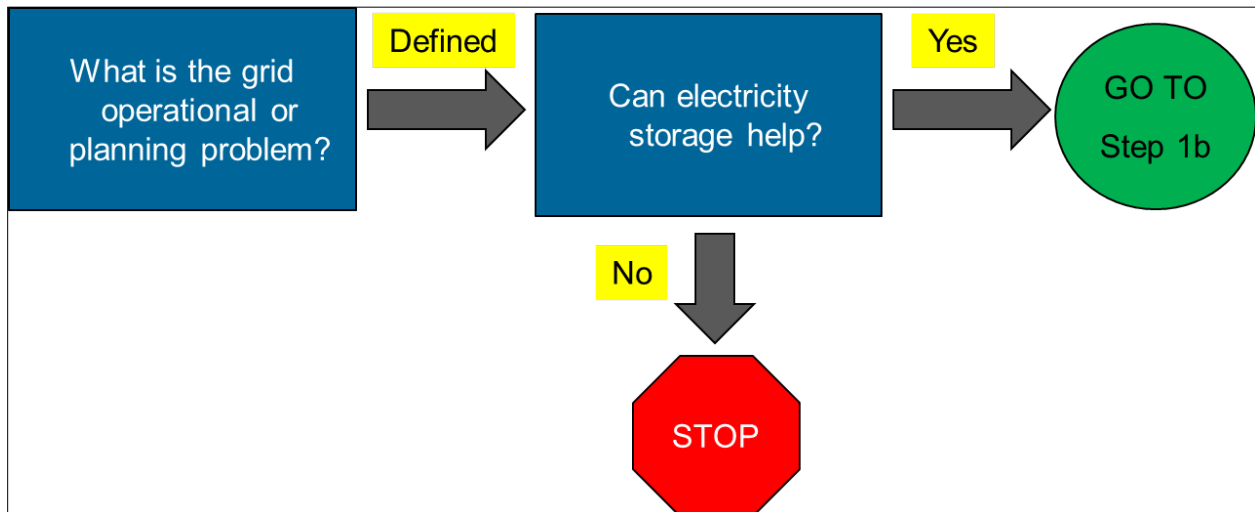 What is the grid
operational or
planning problem?
Defined
Can electricity
storage help?
Yes
GO TO
Step 1b
No
STOP